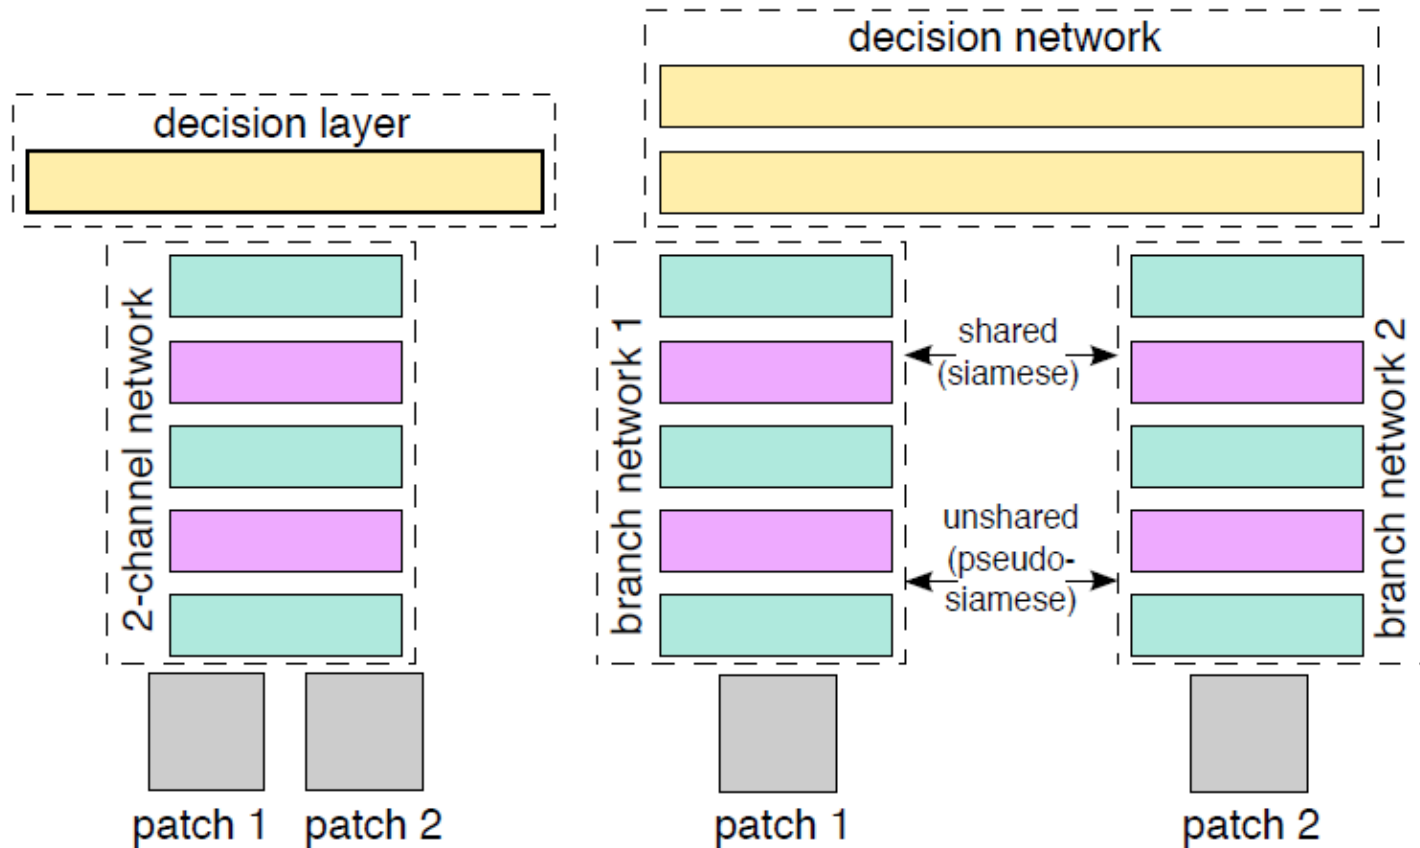 decision layer
2-channel network
patch 1
patch 2
decision network
branch network 1
shared
(siamese)
unshared
(pseudo-
siamese)
branch network 2
patch 1
patch 2